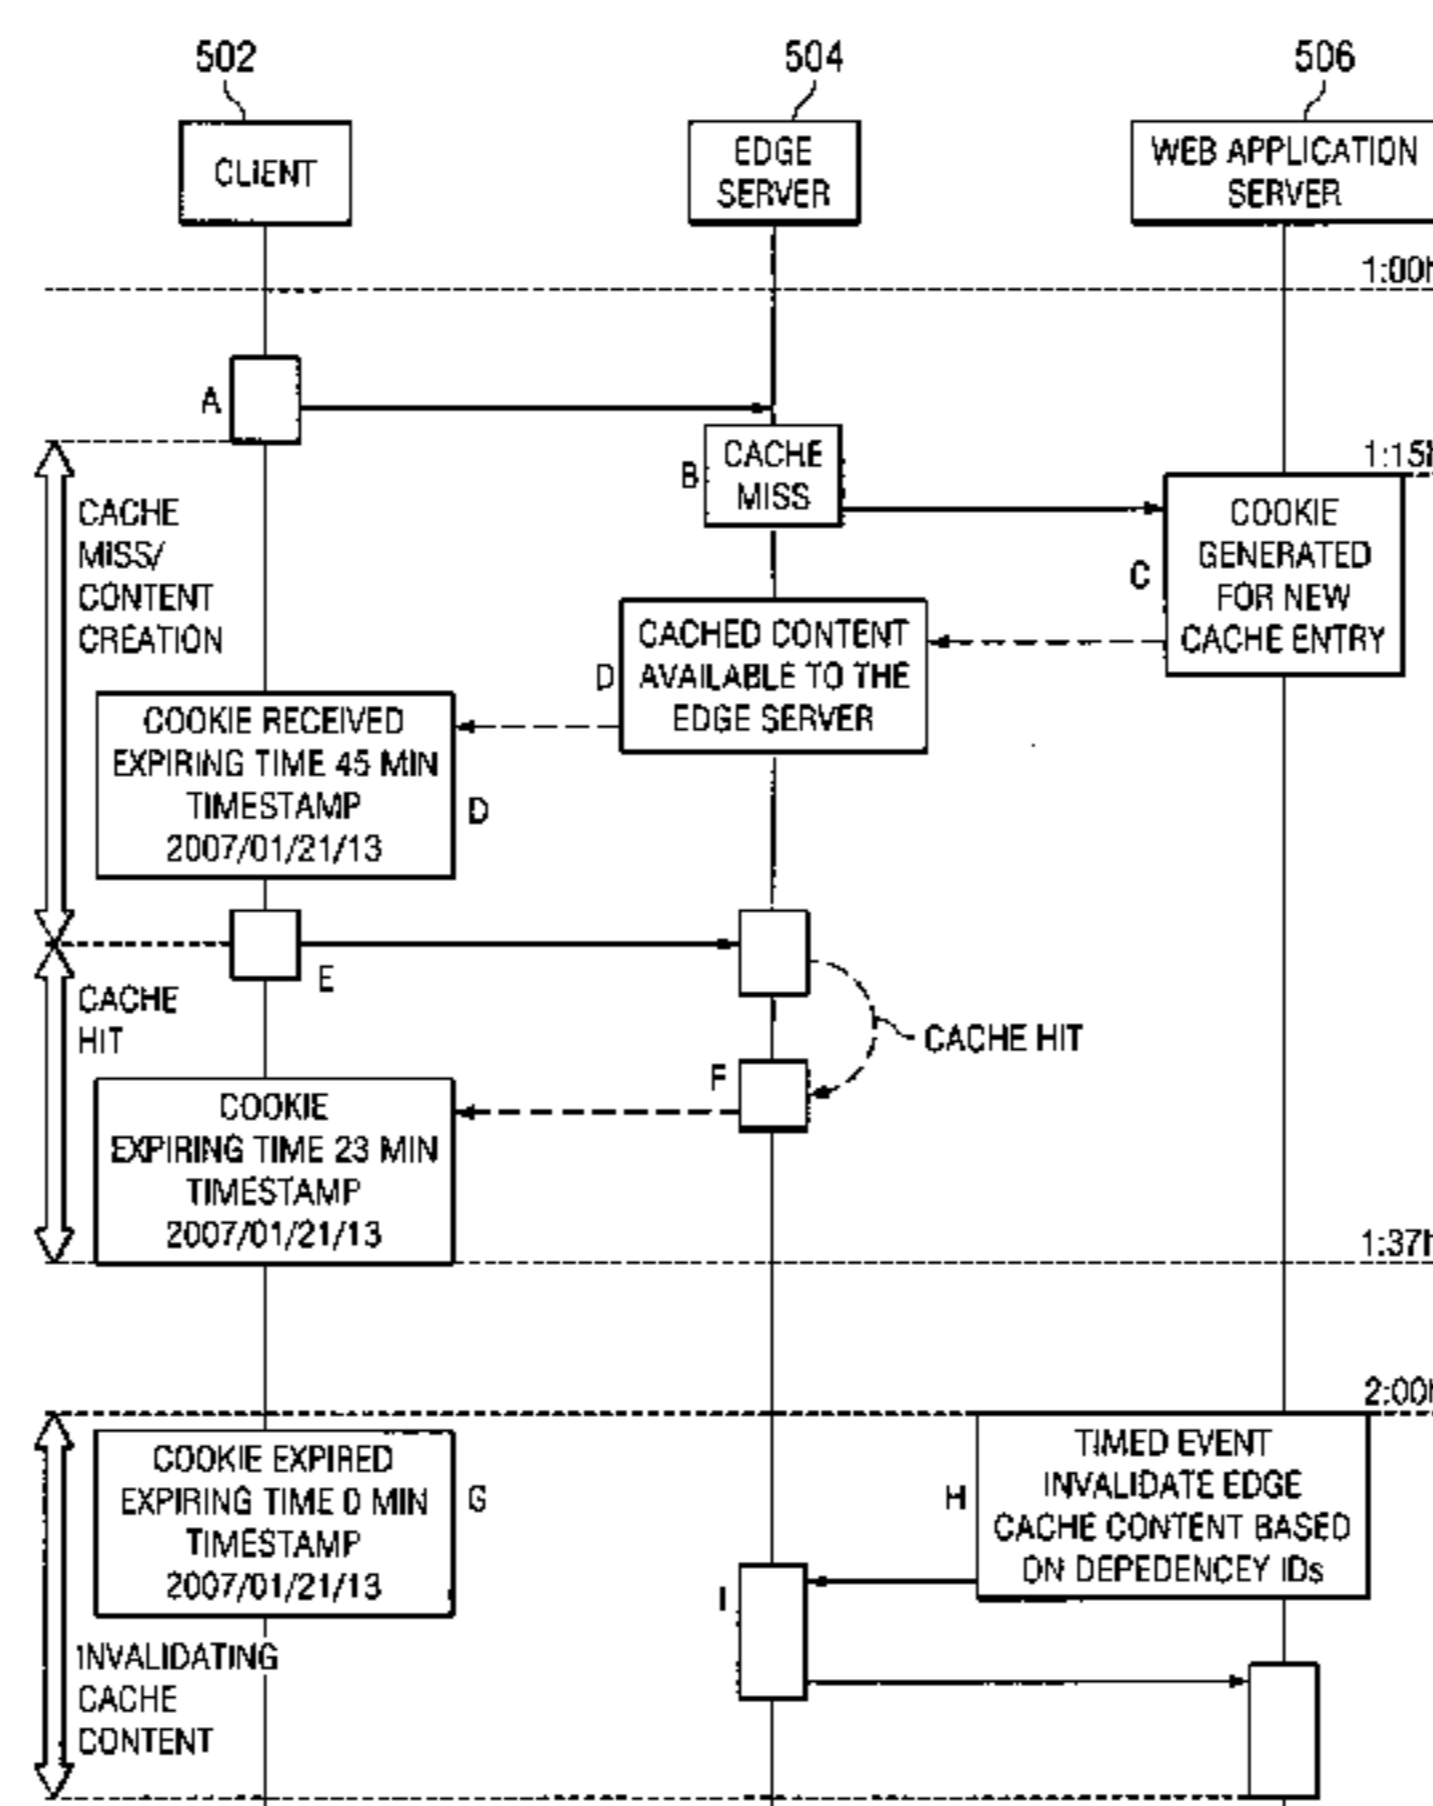 502
504
506
CLIENT
EDGE
SERVER
WEB APPLICATION
SERVER
1:00h
A
B
CACHE
MISS
1:15h
CACHE
MISS/
CONTENT
CREATION
C
COOKIE
GENERATED
FOR NEW
CACHE ENTRY
D
CACHED CONTENT
AVAILABLE TO THE
EDGE SERVER
COOKIE RECEIVED
EXPIRING TIME 45 MIN
TIMESTAMP
2007/01/21/13
D
E
CACHE
HIT
CACHE HIT
F
COOKIE
EXPIRING TIME 23 MIN
TIMESTAMP
2007/01/21/13
1:37h
2:00h
COOKIE EXPIRED
EXPIRING TIME 0 MIN
TIMESTAMP
2007/01/21/13
G
H
TIMED EVENT
INVALIDATE EDGE
CACHE CONTENT BASED
ON DEPEDENCEY IDs
I
INVALIDATING
CACHE
CONTENT